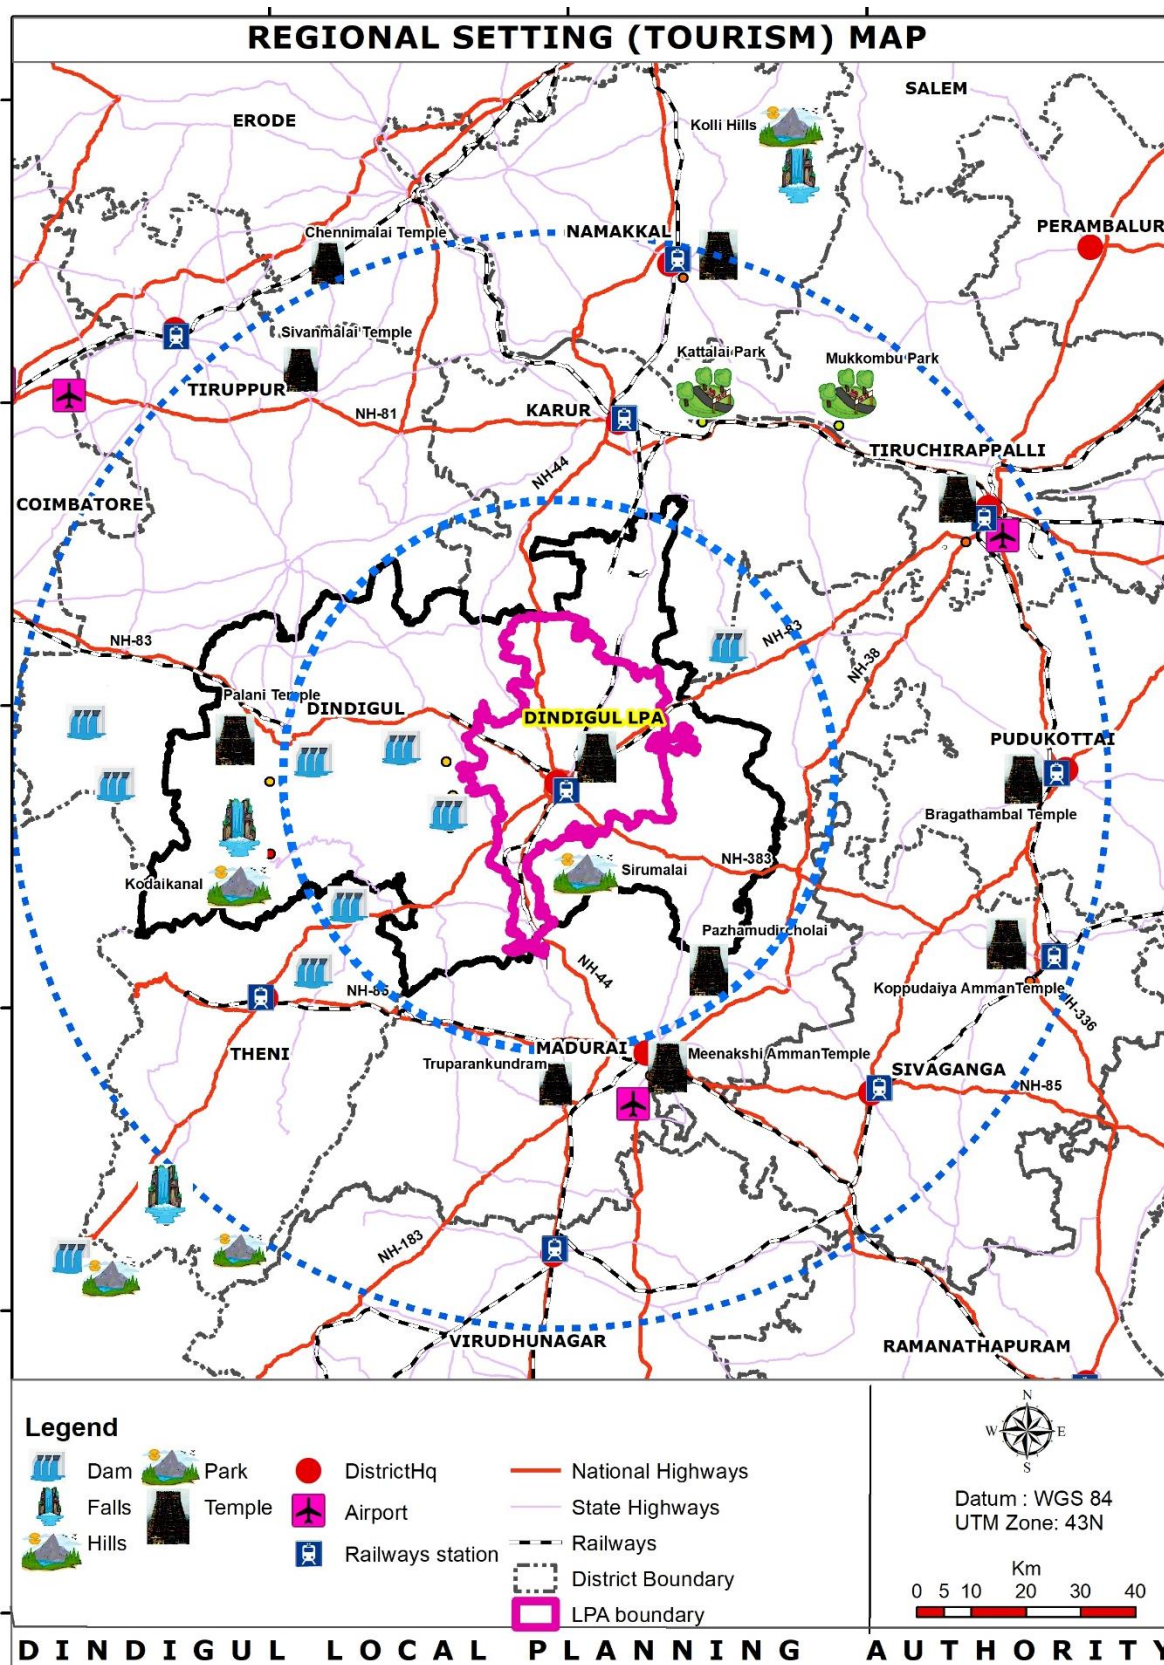 REGIONAL SETTING (TOURISM) MAP
SALEM
ERODE
Kolli Hills
PERAMBALUR
NAMAKKAL
Chennimalai Temple
Sivanmalai Temple
Kattalai Park
Mukkombu Park
TIRUPPUR
NH-81
KARUR
TIRUCHIRAPPALLI
NH-44
COIMBATORE
NH-83
NH-83
NH-38
Palani Temple
DINDIGUL
DINDIGUL LPA
PUDUKOTTAI
Bragathambal Temple
NH-383
Sirumalai
Kodaikanal
Pazhamudircholai
NH-44
NH-85
Koppudaiya AmmanTemple
NH-336
THENI
MADURAI
Meenakshi AmmanTemple
Truparankundram
SIVAGANGA
NH-85
NH-183
VIRUDHUNAGAR
RAMANATHAPURAM
Legend
Dam
Park
DistrictHq
National Highways
Falls
Temple
Airport
State Highways
Hills
Railways station
Railways
District Boundary
LPA boundary
N
W E
S
Datum : WGS 84
UTM Zone: 43N
Km
0 5 10 20 30 40
DINDIGUL LOCAL PLANNING AUTHORITY